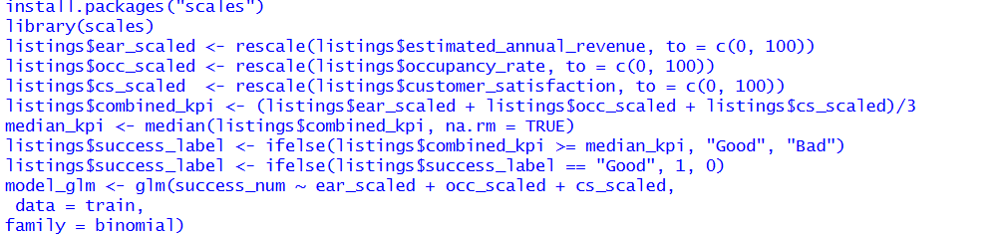 install.packages("scales")
library(scales)
listings$ear_scaled <- rescale(listings$estimated_annual_revenue, to = c(0, 100))
listings$occ_scaled <- rescale(listings$occupancy_rate, to = c(0, 100))
listings$cs_scaled  <- rescale(listings$customer_satisfaction, to = c(0, 100))
listings$combined_kpi <- (listings$ear_scaled + listings$occ_scaled + listings$cs_scaled)/3
median_kpi <- median(listings$combined_kpi, na.rm = TRUE)
listings$success_label <- ifelse(listings$combined_kpi >= median_kpi, "Good", "Bad")
listings$success_label <- ifelse(listings$success_label == "Good", 1, 0)
model_glm <- glm(success_num ~ ear_scaled + occ_scaled + cs_scaled,
 data = train,
family = binomial)